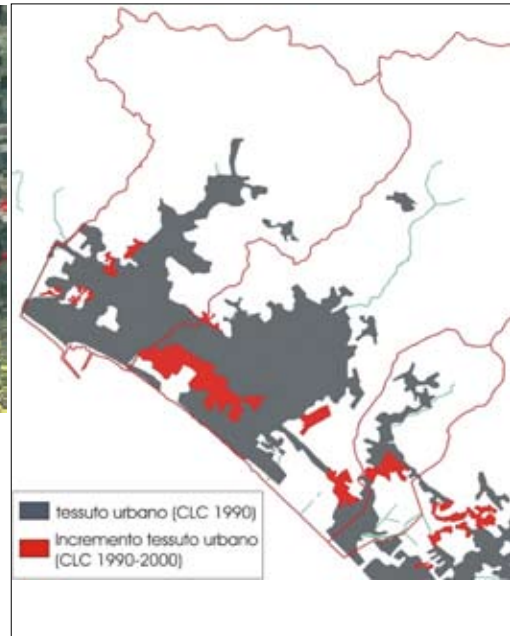 tessuto urbano (CLC 1990)
Incremento tessuto urbano
(CLC 1990-2000)